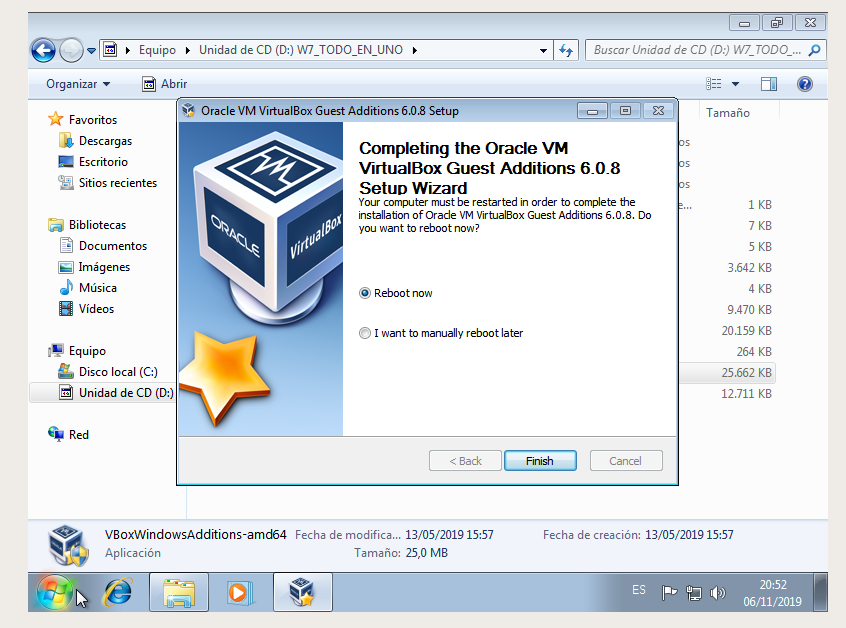 Equipo Unidad de CD (D:) W7_TODO_EN_UNO
Buscar Unidad de CD (D:) W7_TODO_...
Organizar Abrir
Favoritos
Descargas
Escritorio
Sitios recientes
Bibliotecas
Documentos
Imágenes
Música
Vídeos
Equipo
Disco local (C:)
Unidad de CD (D:)
Red
Oracle VM VirtualBox Guest Additions 6.0.8 Setup
ORACLE
VirtualBox
Completing the Oracle VM
VirtualBox Guest Additions 6.0.8
Setup Wizard
Your computer must be restarted in order to complete the
installation of Oracle VM VirtualBox Guest Additions 6.0.8. Do
you want to reboot now?
Reboot now
I want to manually reboot later
< Back Finish Cancel
Tamaño
os
os
os
e... 1 KB
7 KB
5 KB
3.642 KB
4 KB
9.470 KB
20.159 KB
264 KB
25.662 KB
12.711 KB
VBoxWindowsAdditions-amd64 Fecha de modifica... 13/05/2019 15:57 Fecha de creación: 13/05/2019 15:57
Aplicación Tamaño: 25,0 MB
ES
20:52
06/11/2019